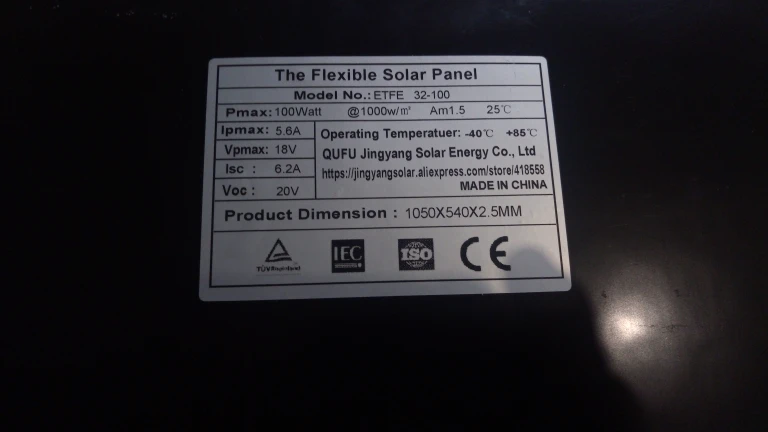 The Flexible Solar Panel
Model No.: ETFE 32-100
Pmax: 100Watt @1000w/m² Am1.5 25℃
Ipmax: 5.6A
Vpmax: 18V
Isc : 6.2A
Voc : 20V
Operating Temperatuer: -40℃ +85℃
QUFU Jingyang Solar Energy Co., Ltd
https://jingyangsolar.aliexpress.com/store/418558
MADE IN CHINA
Product Dimension : 1050X540X2.5MM
TÜVRheinland IEC ISO CE